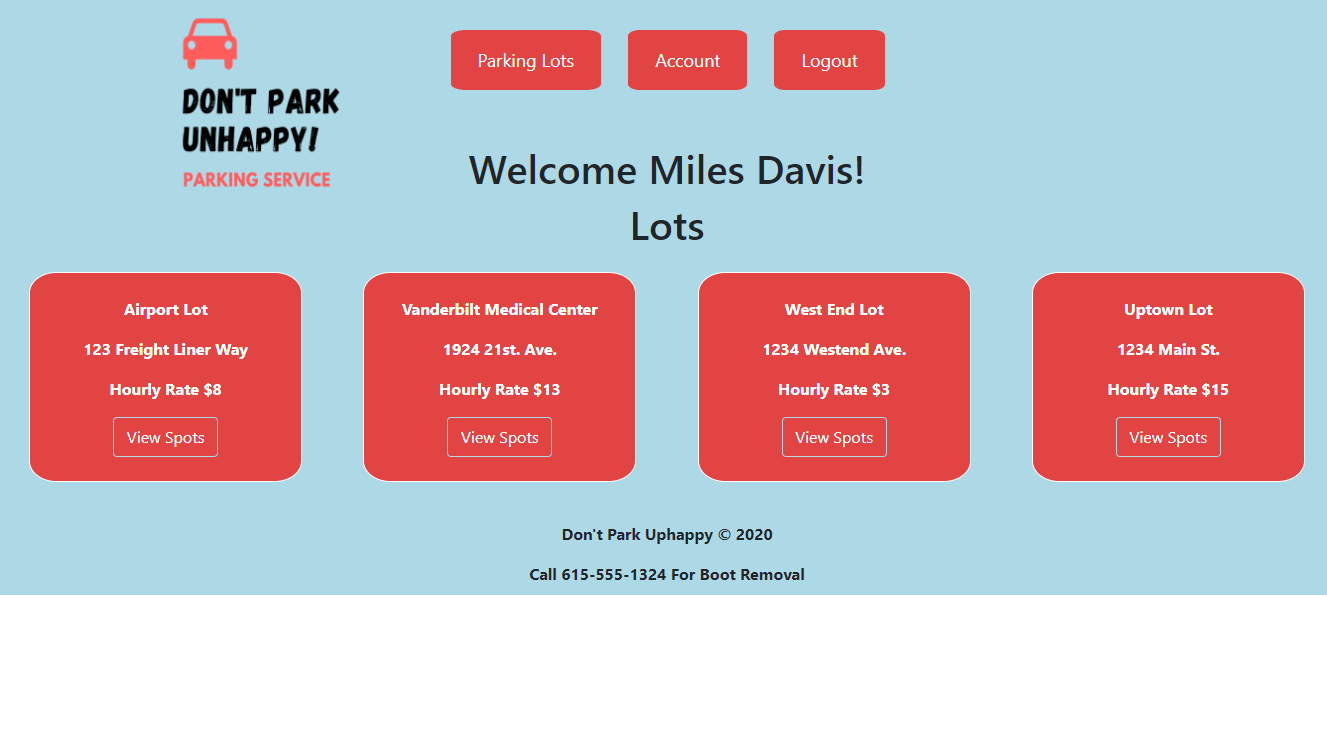 DON'T PARK
UNHAPPY!
PARKING SERVICE
Parking Lots
Account
Logout
Welcome Miles Davis!
Lots
Airport Lot
123 Freight Liner Way
Hourly Rate $8
View Spots
Vanderbilt Medical Center
1924 21st. Ave.
Hourly Rate $13
View Spots
West End Lot
1234 Westend Ave.
Hourly Rate $3
View Spots
Uptown Lot
1234 Main St.
Hourly Rate $15
View Spots
Don't Park Uphappy © 2020
Call 615-555-1324 For Boot Removal